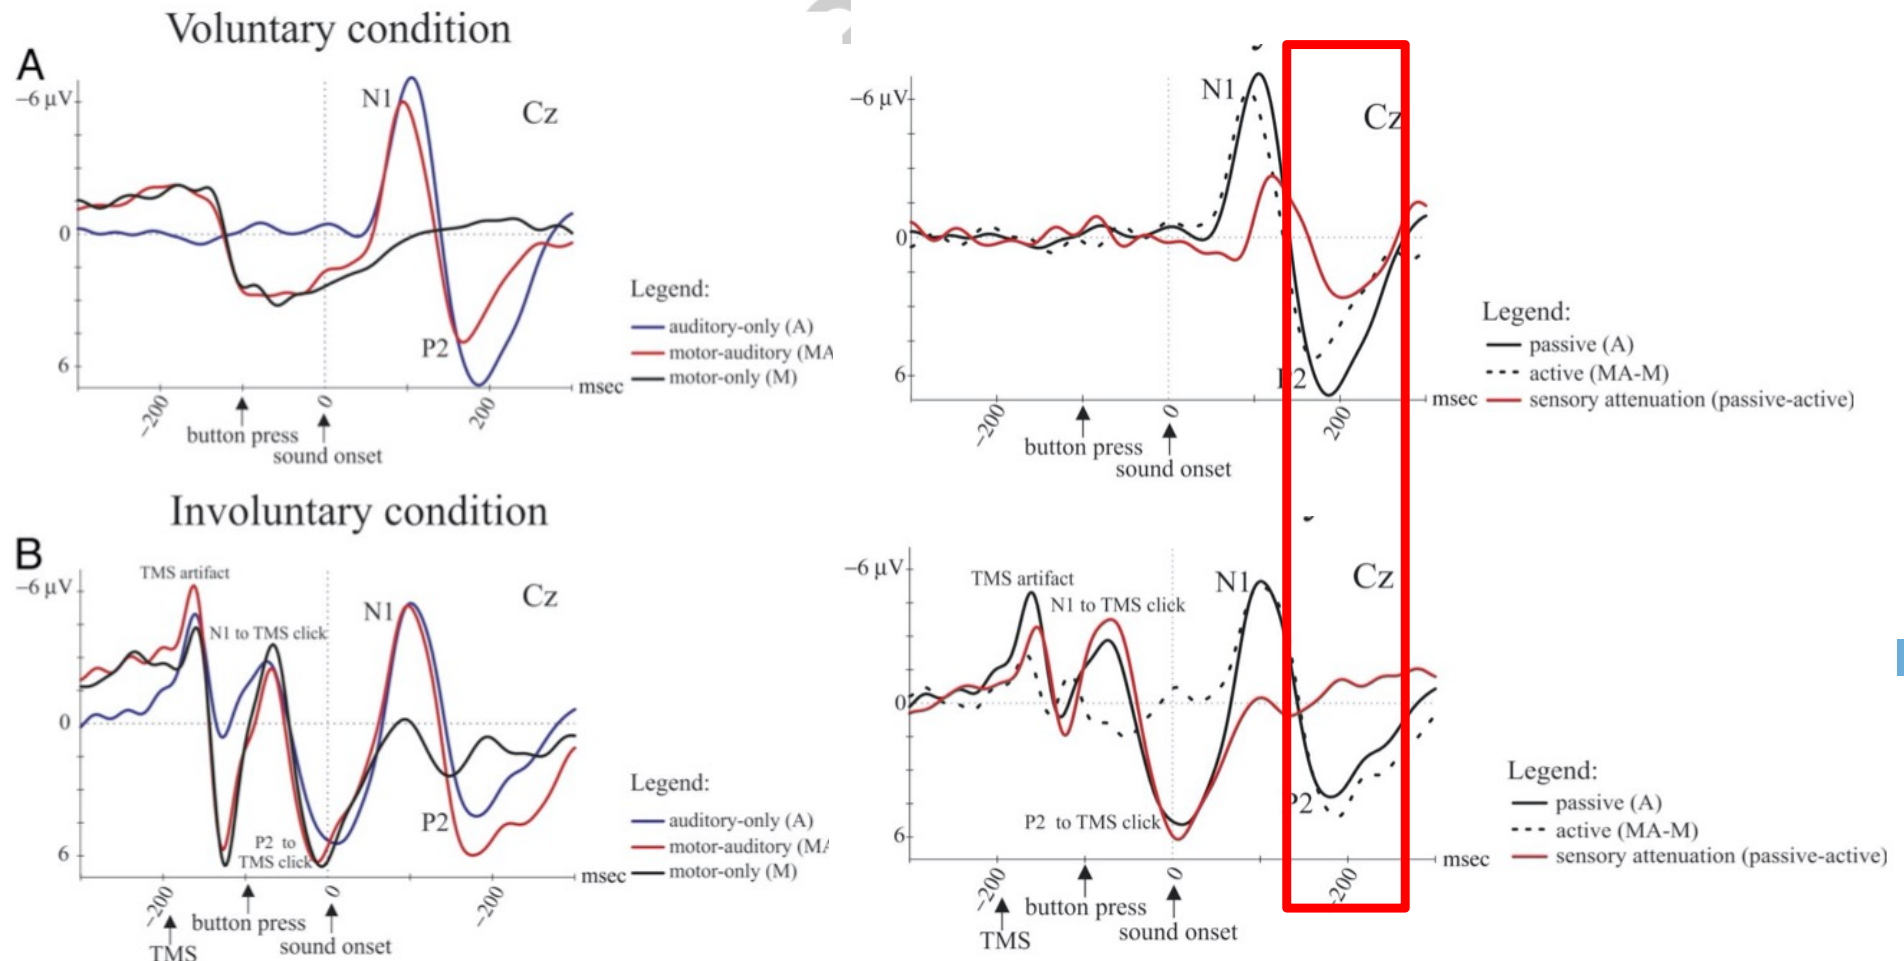 Voluntary condition
A
−6 μV
N1
Cz
0
P2
6
msec
-200
0
200
button press
sound onset
Legend:
auditory-only (A)
motor-auditory (MA
motor-only (M)
−6 μV
N1
Cz
0
6
msec
-200
0
200
button press
sound onset
Legend:
passive (A)
active (MA-M)
sensory attenuation (passive-active)
Involuntary condition
B
TMS artifact
−6 μV
N1 to TMS click
N1
Cz
0
P2 to
TMS click
P2
6
msec
-200
0
-200
button press
sound onset
TMS
Legend:
auditory-only (A)
motor-auditory (MA
motor-only (M)
−6 μV
TMS artifact
N1 to TMS click
N1
Cz
0
P2 to TMS click
P2
6
msec
-200
0
-200
button press
sound onset
TMS
Legend:
passive (A)
active (MA-M)
sensory attenuation (passive-active)